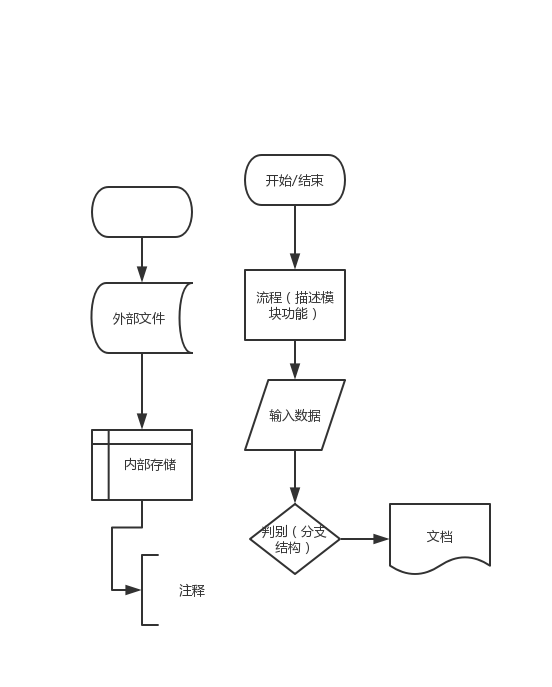 开始/结束
外部文件
流程（描述模
块功能）
输入数据
内部存储
判别（分支
结构）
文档
注释